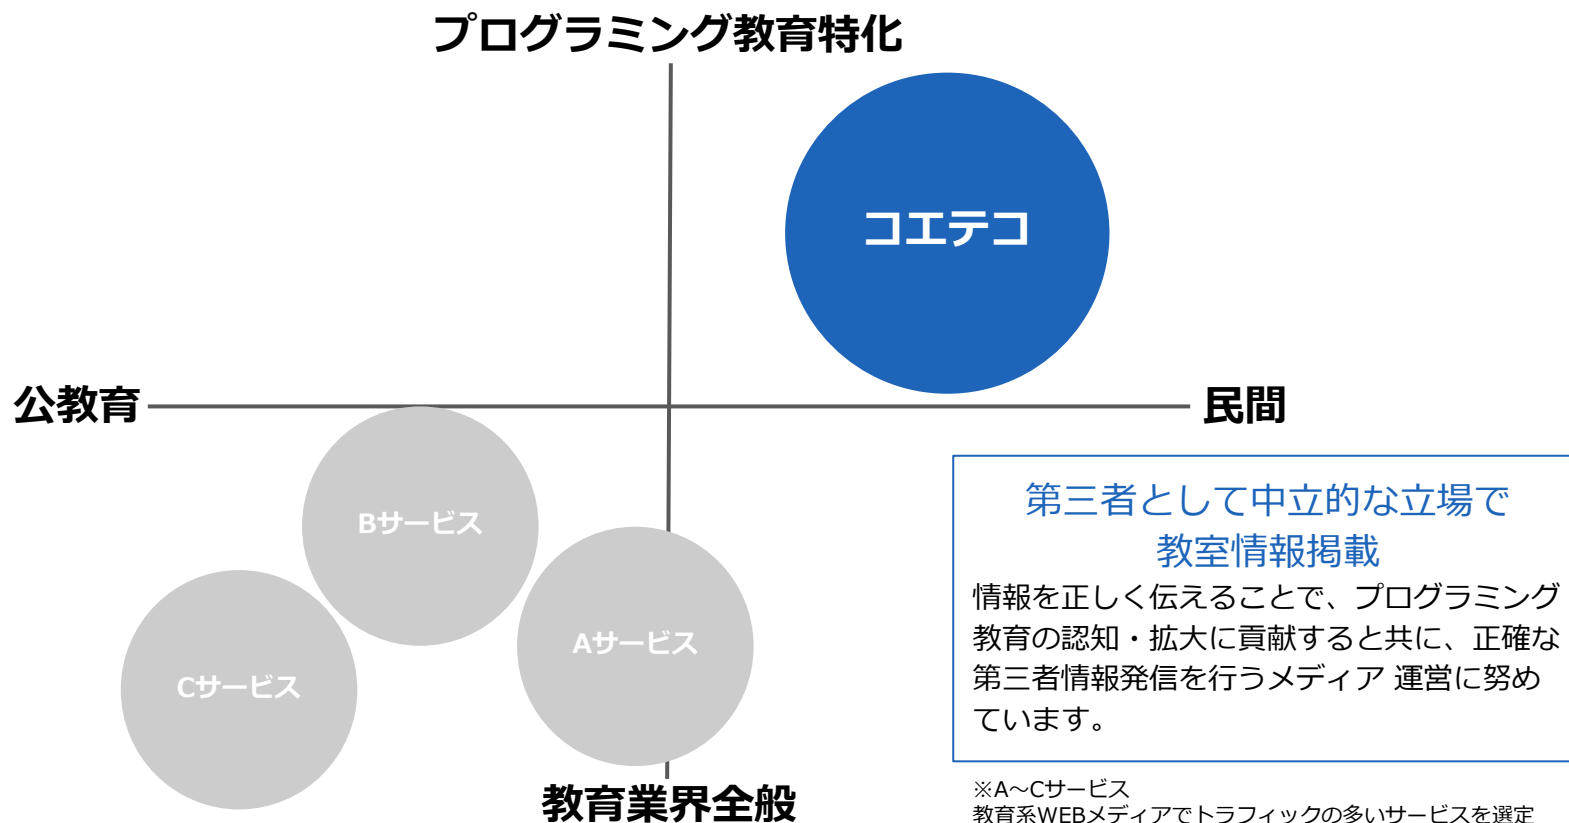 プログラミング教育特化
コエテコ
公教育
民間
Bサービス
Aサービス
Cサービス
教育業界全般
第三者として中立的な立場で
教室情報掲載
情報を正しく伝えることで、プログラミング
教育の認知・拡大に貢献すると共に、正確な
第三者情報発信を行うメディア 運営に努め
ています。
※A～Cサービス
教育系WEBメディアでトラフィックの多いサービスを選定